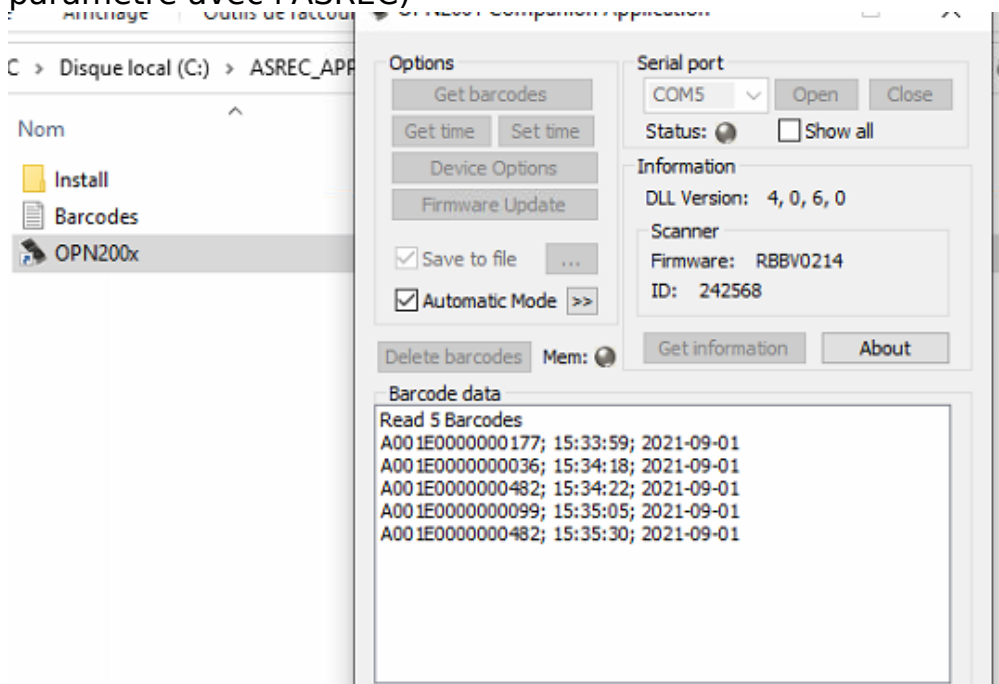 paramètre avec l'ASREC)
Affichage Outils de raccour
OPN2001 Companion Application
C > Disque local (C:) > ASREC_APP
Nom
Install
Barcodes
OPN200x
Options
Get barcodes
Get time Set time
Device Options
Firmware Update
Save to file ...
Automatic Mode >>
Delete barcodes Mem:
Serial port
COM5 Open Close
Status: Show all
Information
DLL Version: 4, 0, 6, 0
Scanner
Firmware: RBBV0214
ID: 242568
Get information About
Barcode data
Read 5 Barcodes
A001E0000000177; 15:33:59; 2021-09-01
A001E0000000036; 15:34:18; 2021-09-01
A001E0000000482; 15:34:22; 2021-09-01
A001E0000000099; 15:35:05; 2021-09-01
A001E0000000482; 15:35:30; 2021-09-01